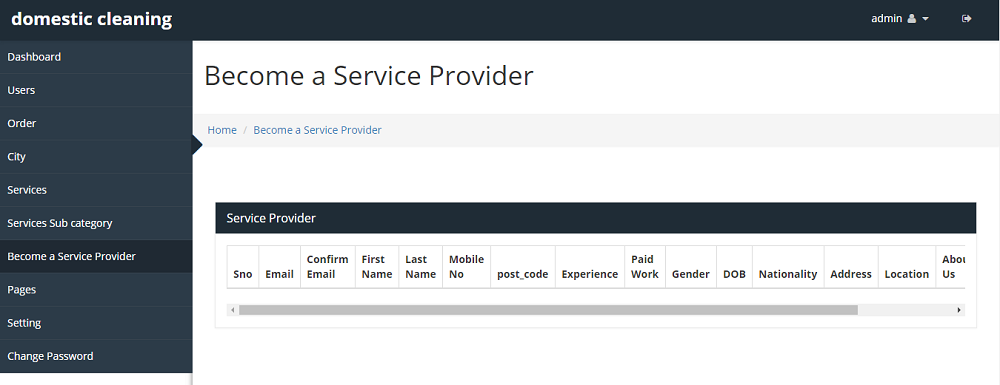 domestic cleaning
admin
Dashboard
Users
Order
City
Services
Services Sub category
Become a Service Provider
Pages
Setting
Change Password
Become a Service Provider
Home / Become a Service Provider
Service Provider
Sno Email Confirm Email First Name Last Name Mobile No post_code Experience Paid Work Gender DOB Nationality Address Location Abou Us